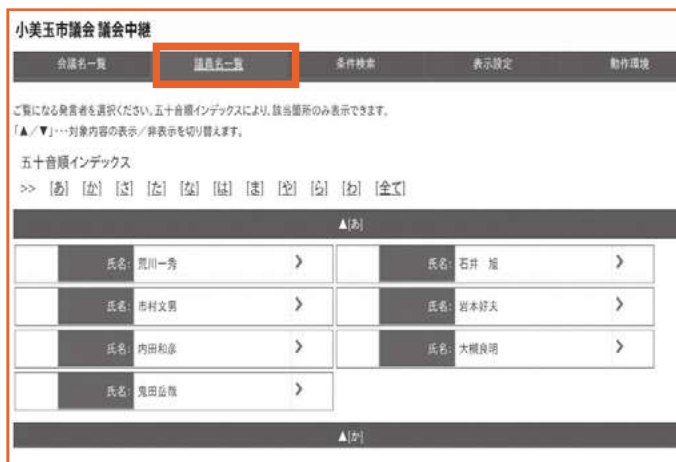 小美玉市議会 議会中継
会議名一覧 議員名一覧 条件検索 表示設定 動作環境
ご覧になる発言者を選択ください。五十音順インデックスにより、該当箇所のみ表示できます。
「▲／▼」…対象内容の表示／非表示を切り替えます。
五十音順インデックス
>> [あ] [か] [さ] [た] [な] [は] [ま] [や] [ら] [わ] [全て]
▲[あ]
氏名: 荒川一秀 ❯ 氏名: 石井 旭 ❯
氏名: 市村文男 ❯ 氏名: 岩本好夫 ❯
氏名: 内田和彦 ❯ 氏名: 大槻良明 ❯
氏名: 鬼田岳哉 ❯
▲[か]